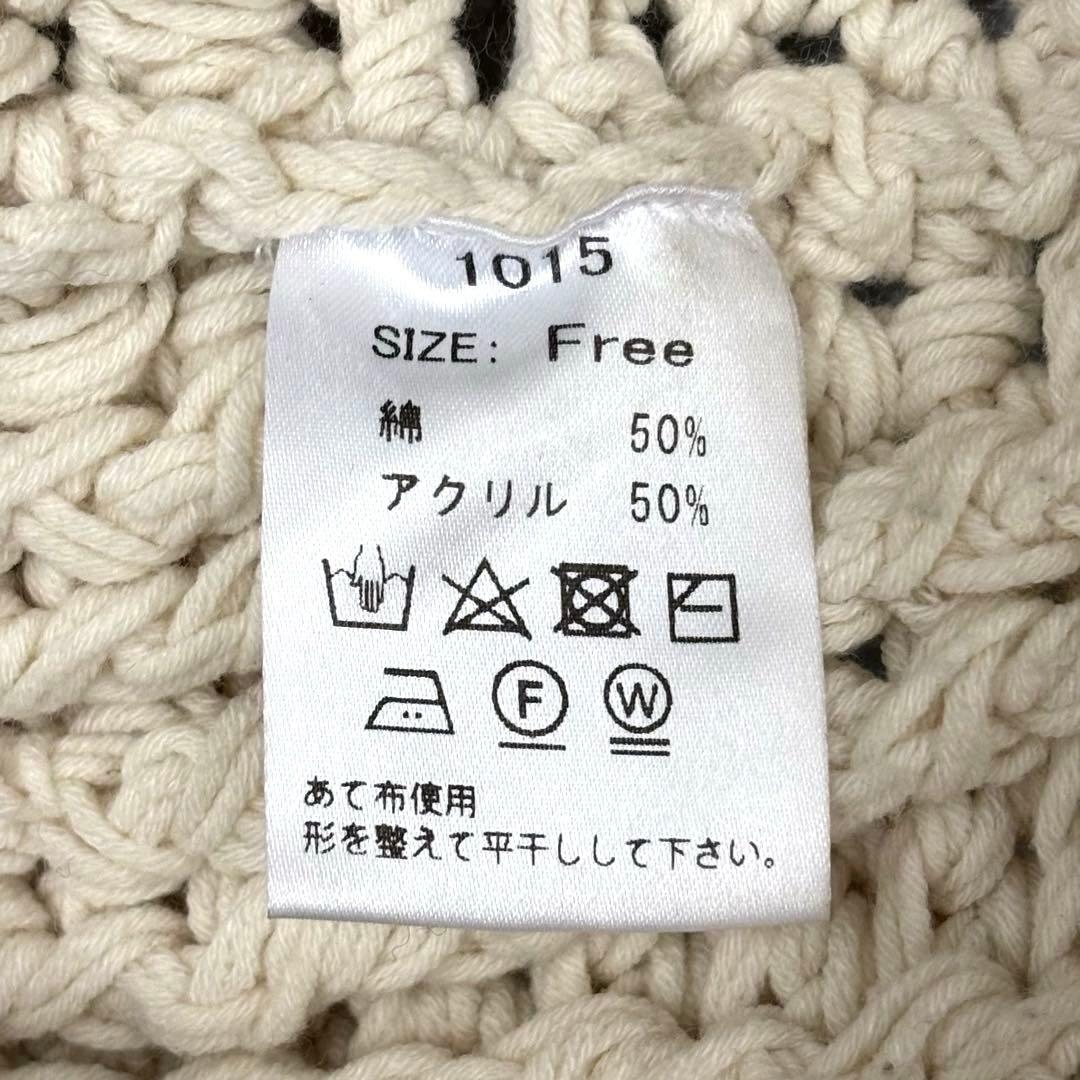 1015
SIZE: Free
綿 50%
アクリル 50%
F W
あて布使用
形を整えて平干しして下さい。